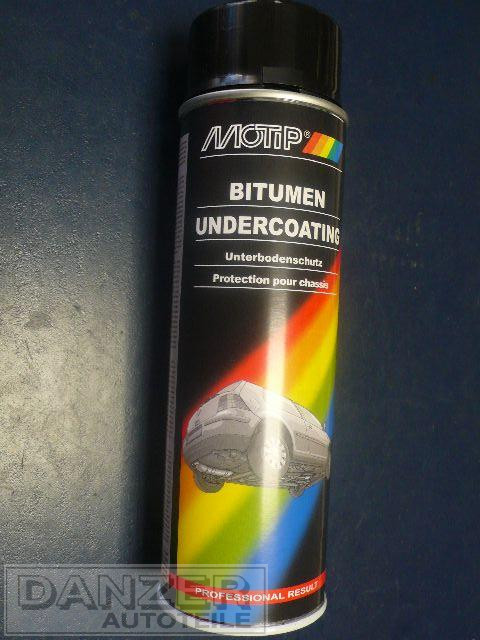 MOTIP®
BITUMEN
UNDERCOATING
Unterbodenschutz
Protection pour chassis
PROFESSIONAL RESULT
DANZER
AUTOTEILE